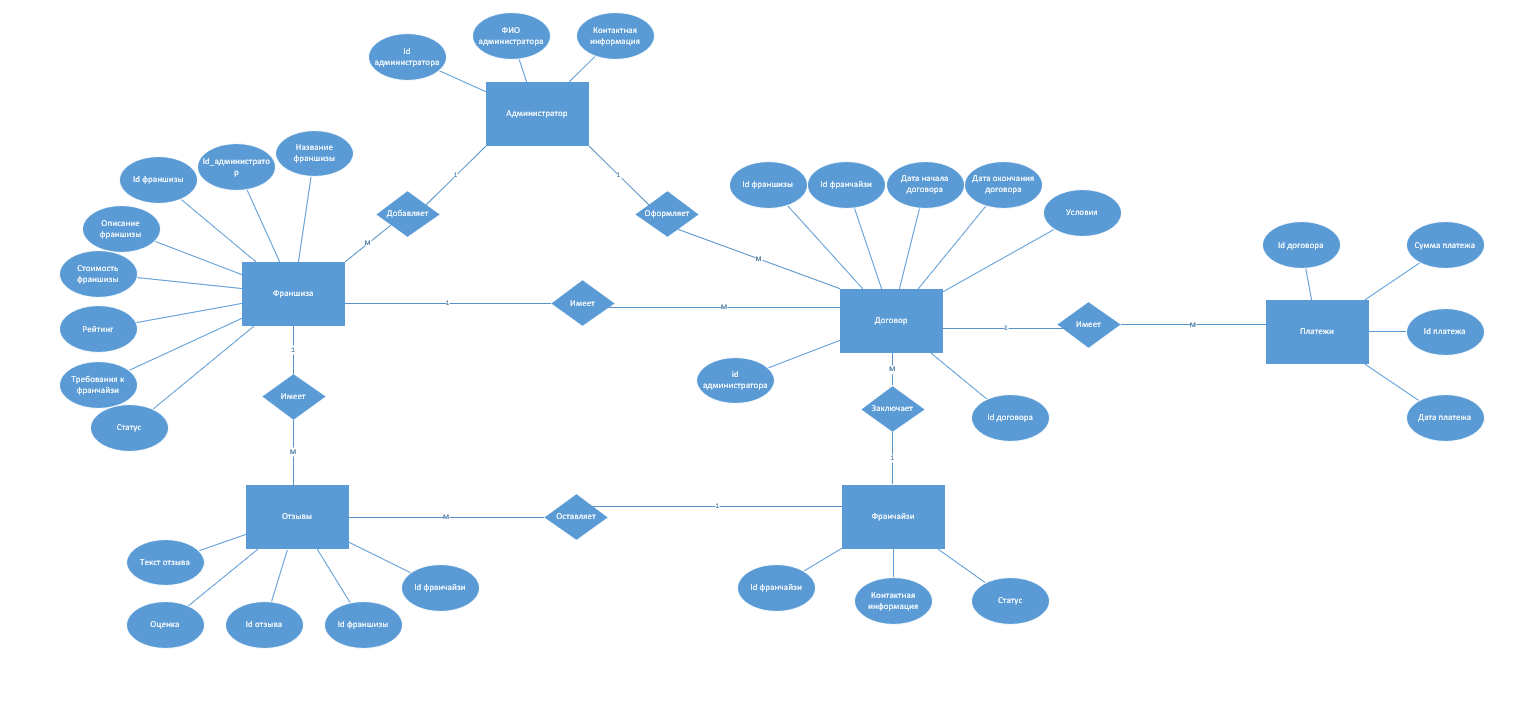 ФИО
администратора
Контактная
информация
Id
администратора
Администратор
Id франшизы
Id_администрато
р
Название
франшизы
1
1
Описание
франшизы
Добавляет
М
Оформляет
М
Id франшизы
Id франчайзи
Дата начала
договора
Дата окончания
договора
Условия
Стоимость
франшизы
Рейтинг
Требования к
франчайзи
Статус
Франшиза
1
Имеет
М
Договор
1
Имеет
М
Id договора
Сумма платежа
Платежи
Id платежа
Дата платежа
1
Имеет
М
id
администратора
М
Заключает
1
Id договора
Отзывы
М
Оставляет
1
Франчайзи
Текст отзыва
Оценка
Id отзыва
Id франшизы
Id франчайзи
Id франчайзи
Контактная
информация
Статус